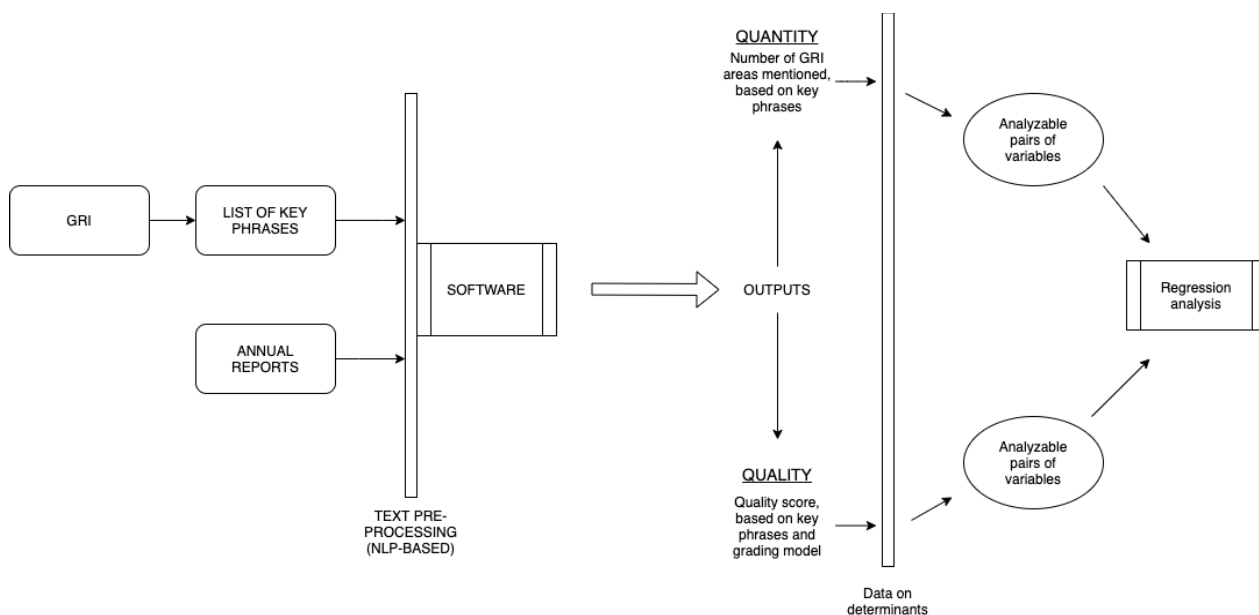 GRI
LIST OF KEY
PHRASES
ANNUAL
REPORTS
TEXT PRE-
PROCESSING
(NLP-BASED)
SOFTWARE
OUTPUTS
QUANTITY
Number of GRI
areas mentioned,
based on key
phrases
QUALITY
Quality score,
based on key
phrases and
grading model
Data on
determinants
Analyzable
pairs of
variables
Analyzable
pairs of
variables
Regression
analysis